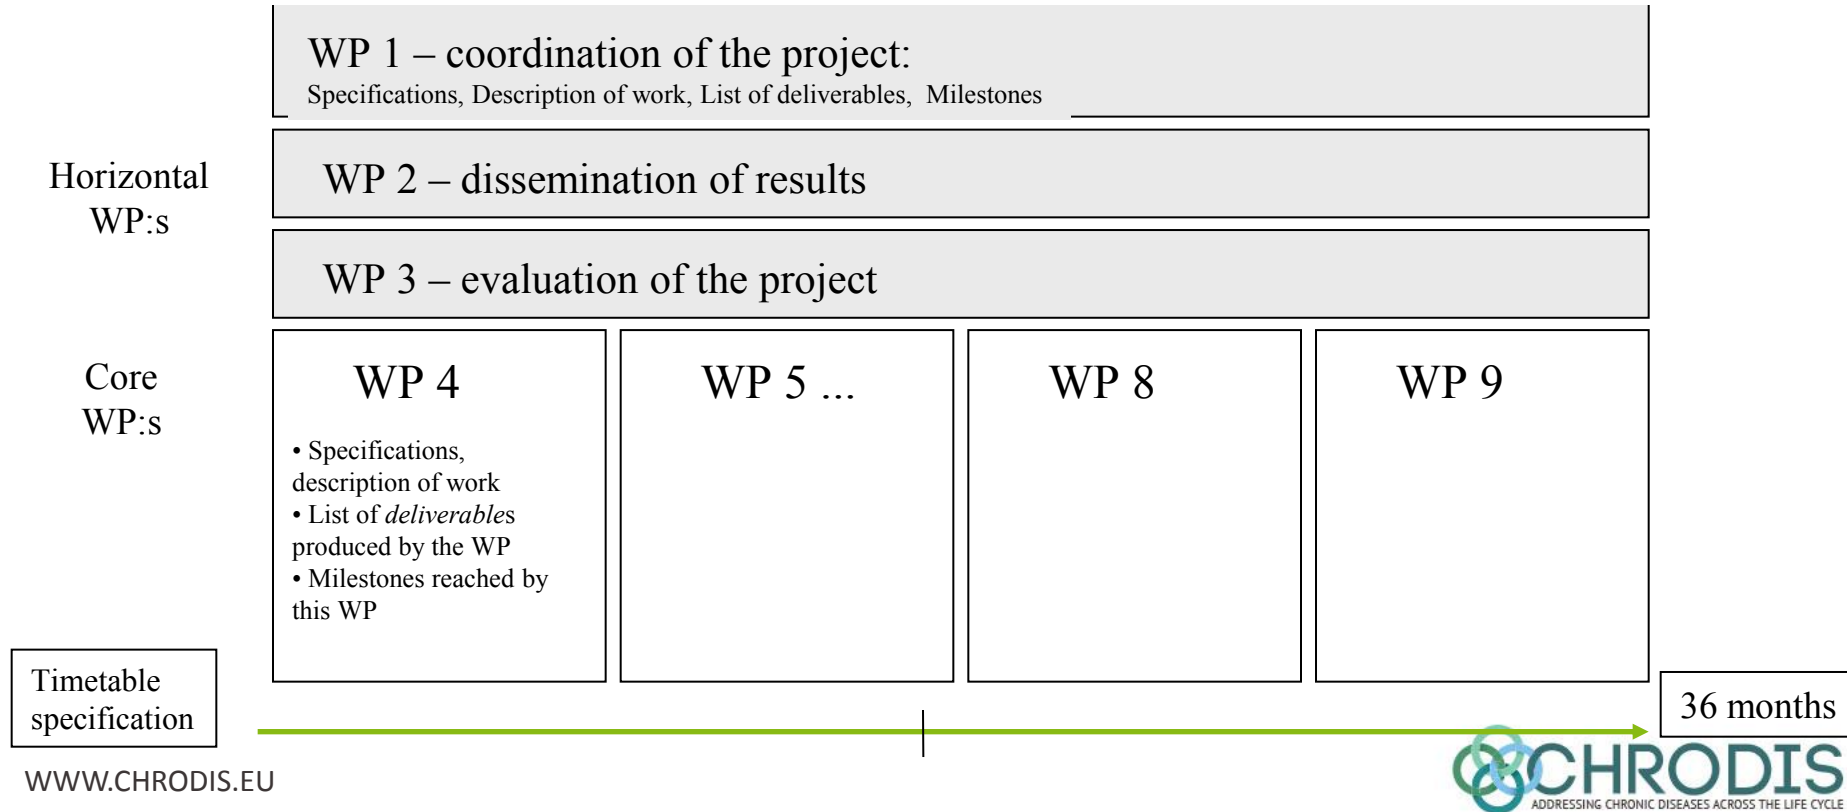 WP 1 – coordination of the project:
Specifications, Description of work, List of deliverables, Milestones
Horizontal
WP:s
WP 2 – dissemination of results
WP 3 – evaluation of the project
Core
WP:s
WP 4
• Specifications,
description of work
• List of deliverables
produced by the WP
• Milestones reached by
this WP
WP 5 ...
WP 8
WP 9
Timetable
specification
36 months
WWW.CHRODIS.EU
CHRODIS
ADDRESSING CHRONIC DISEASES ACROSS THE LIFE CYCLE